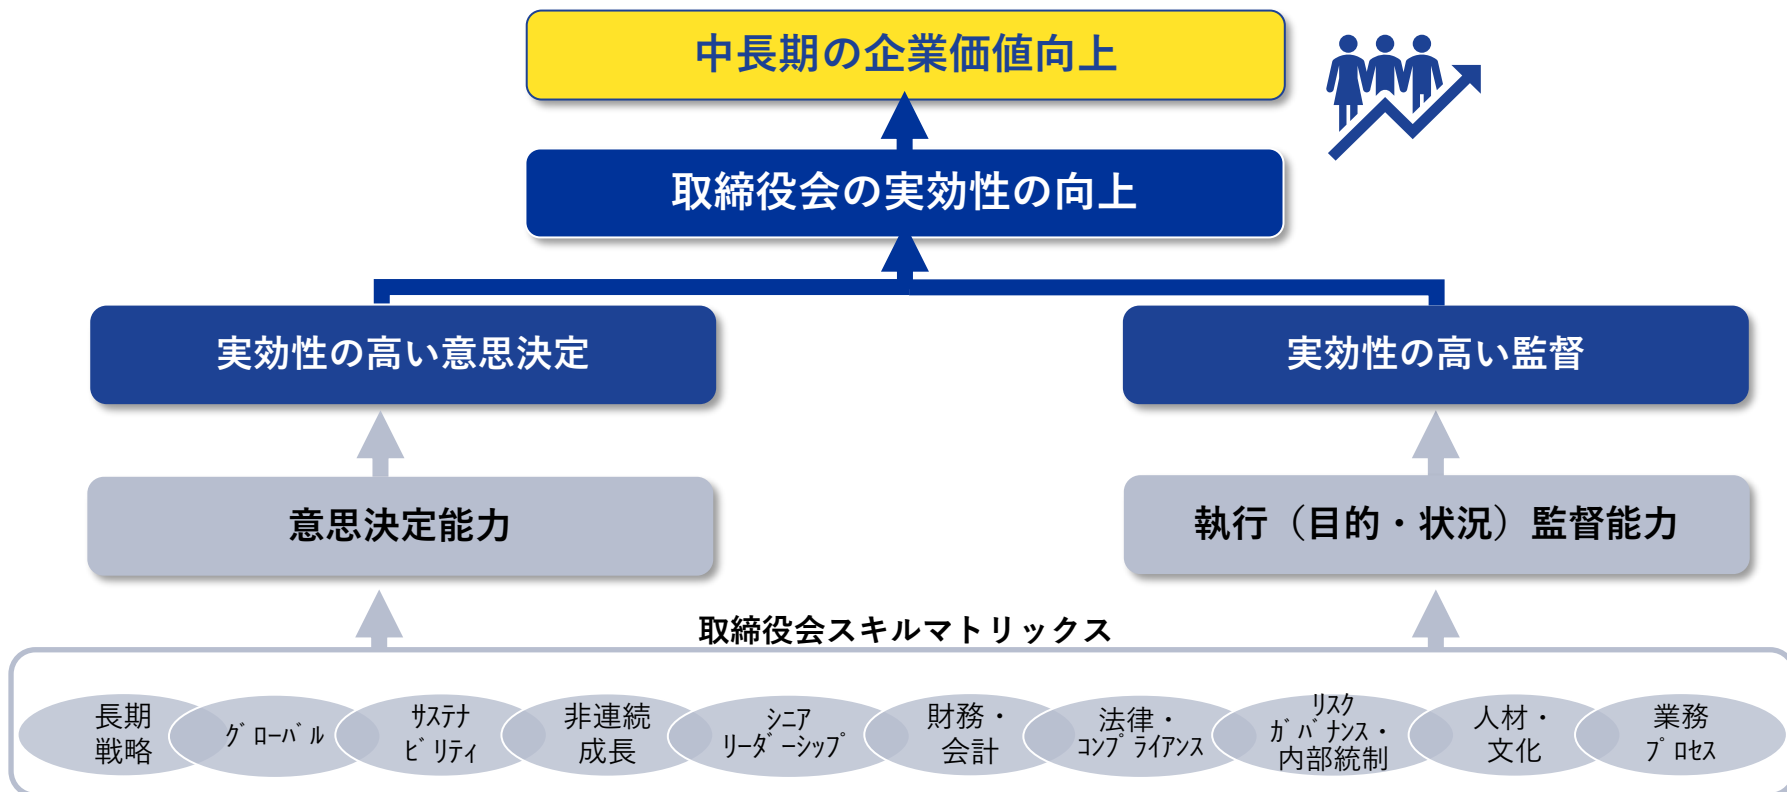 中長期の企業価値向上
取締役会の実効性の向上
実効性の高い意思決定
実効性の高い監督
意思決定能力
執行（目的・状況）監督能力
取締役会スキルマトリックス
長期
戦略
ｸﾞﾛｰﾊﾞﾙ
ｻｽﾃﾅ
ﾋﾞﾘﾃｨ
非連続
成長
ｼﾆｱ
ﾘｰﾀﾞｰｼｯﾌﾟ
財務・
会計
法律・
ｺﾝﾌﾟﾗｲｱﾝｽ
ﾘｽｸ
ｶﾞﾊﾞﾅﾝｽ・
内部統制
人材・
文化
業務
ﾌﾟﾛｾｽ